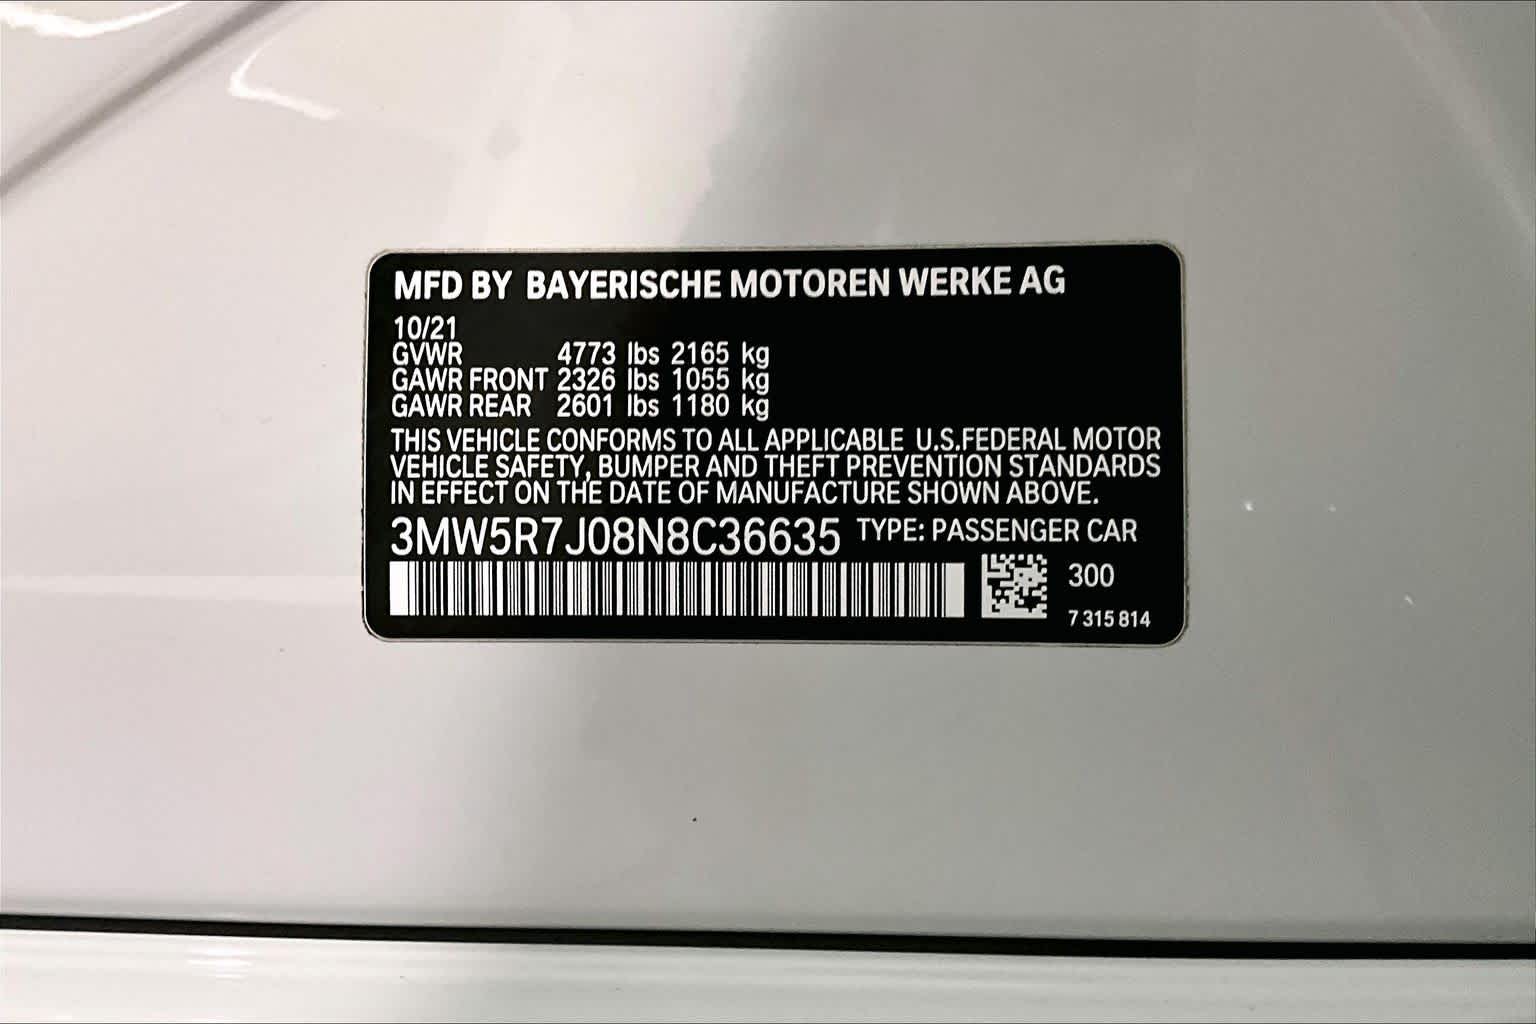 MFD BY BAYERISCHE MOTOREN WERKE AG
10/21
GVWR 4773 lbs 2165 kg
GAWR FRONT 2326 lbs 1055 kg
GAWR REAR 2601 lbs 1180 kg
THIS VEHICLE CONFORMS TO ALL APPLICABLE U.S.FEDERAL MOTOR
VEHICLE SAFETY, BUMPER AND THEFT PREVENTION STANDARDS
IN EFFECT ON THE DATE OF MANUFACTURE SHOWN ABOVE.
3MW5R7J08N8C36635 TYPE: PASSENGER CAR
300
7 315 814